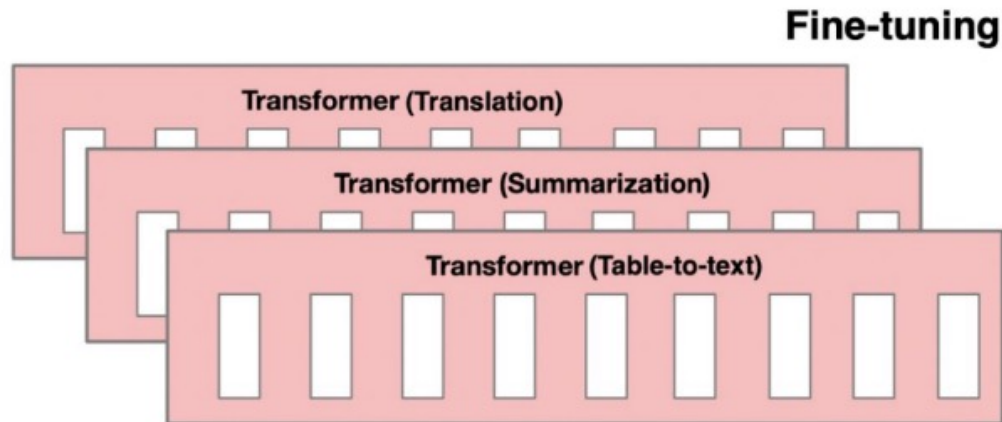 Fine-tuning
Transformer (Translation)
Transformer (Summarization)
Transformer (Table-to-text)